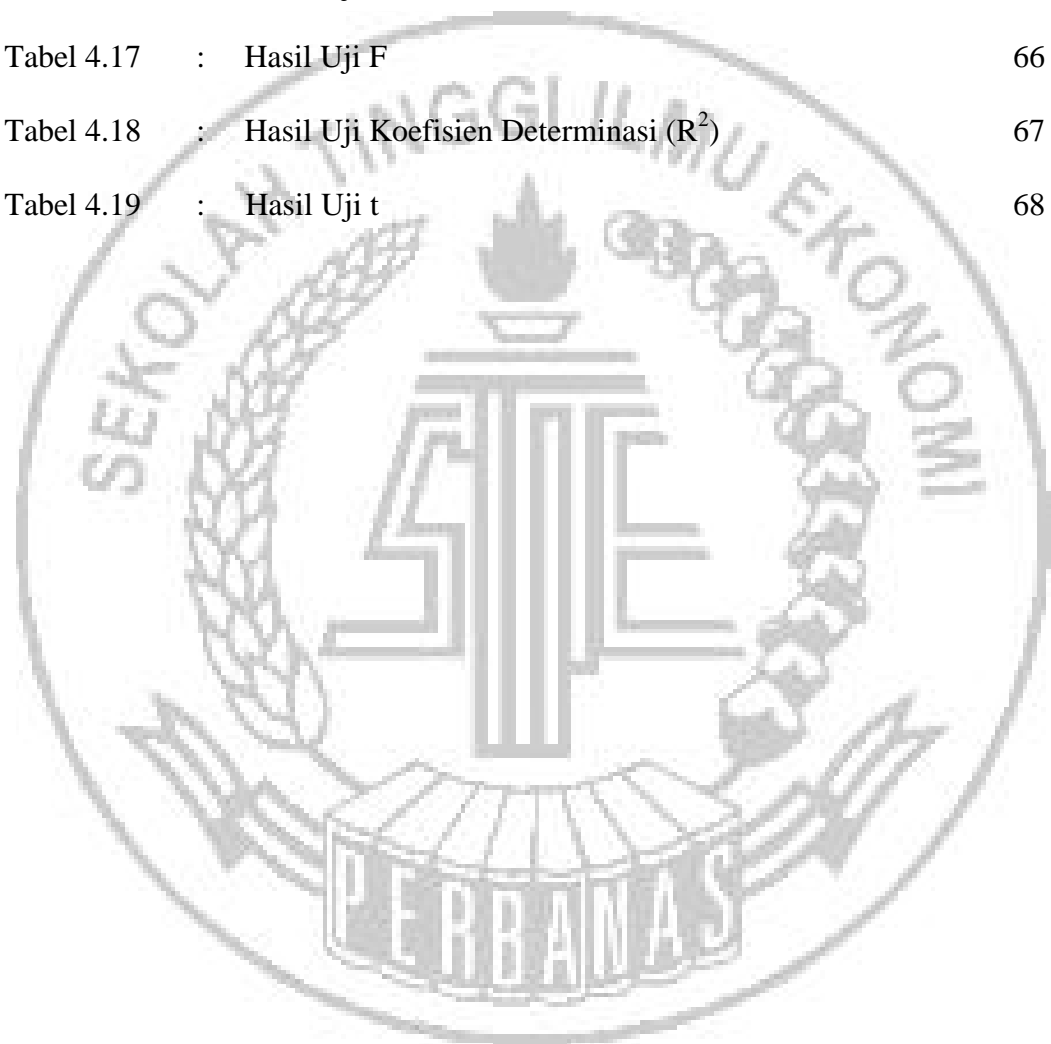 Tabel 4.17 : Hasil Uji F 66
Tabel 4.18 : Hasil Uji Koefisien Determinasi (R²) 67
Tabel 4.19 : Hasil Uji t 68
SEKOLAH TINGGI ILMU EKONOMI
STIE
PERBANAS